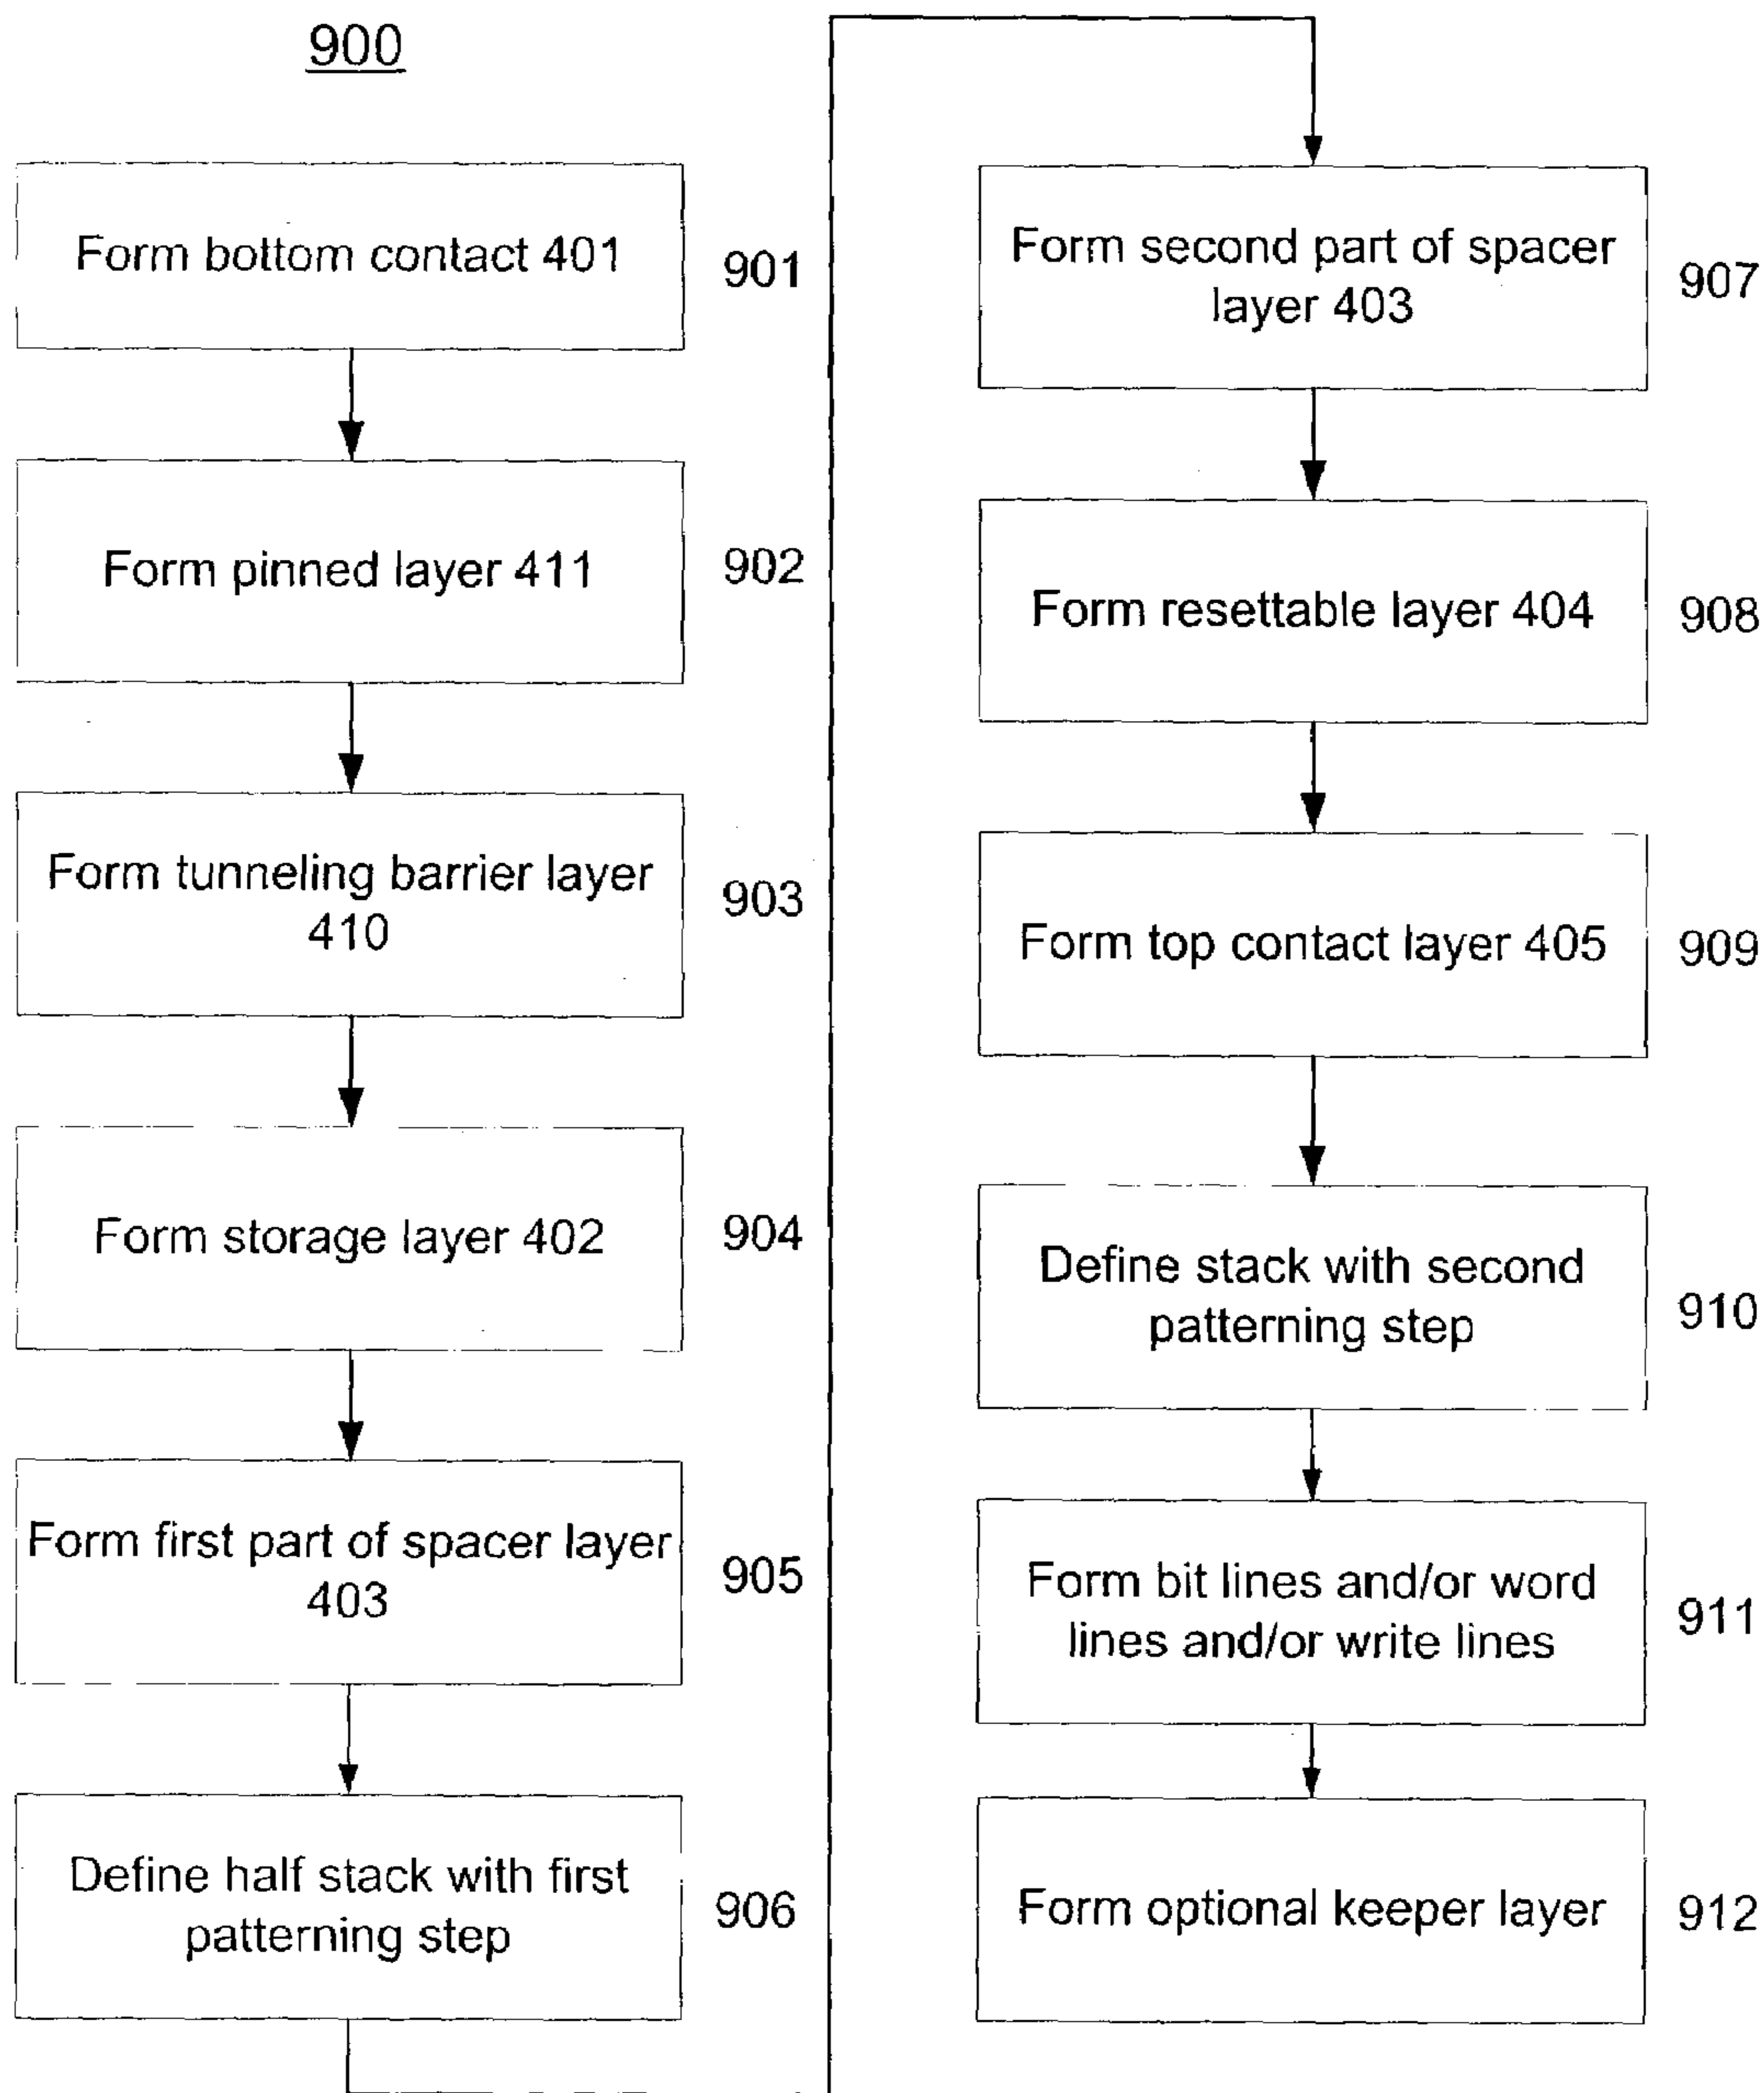 900
Form bottom contact 401
901
Form pinned layer 411
902
Form tunneling barrier layer
410
903
Form storage layer 402
904
Form first part of spacer layer
403
905
Define half stack with first
patterning step
906
Form second part of spacer
layer 403
907
Form resettable layer 404
908
Form top contact layer 405
909
Define stack with second
patterning step
910
Form bit lines and/or word
lines and/or write lines
911
Form optional keeper layer
912